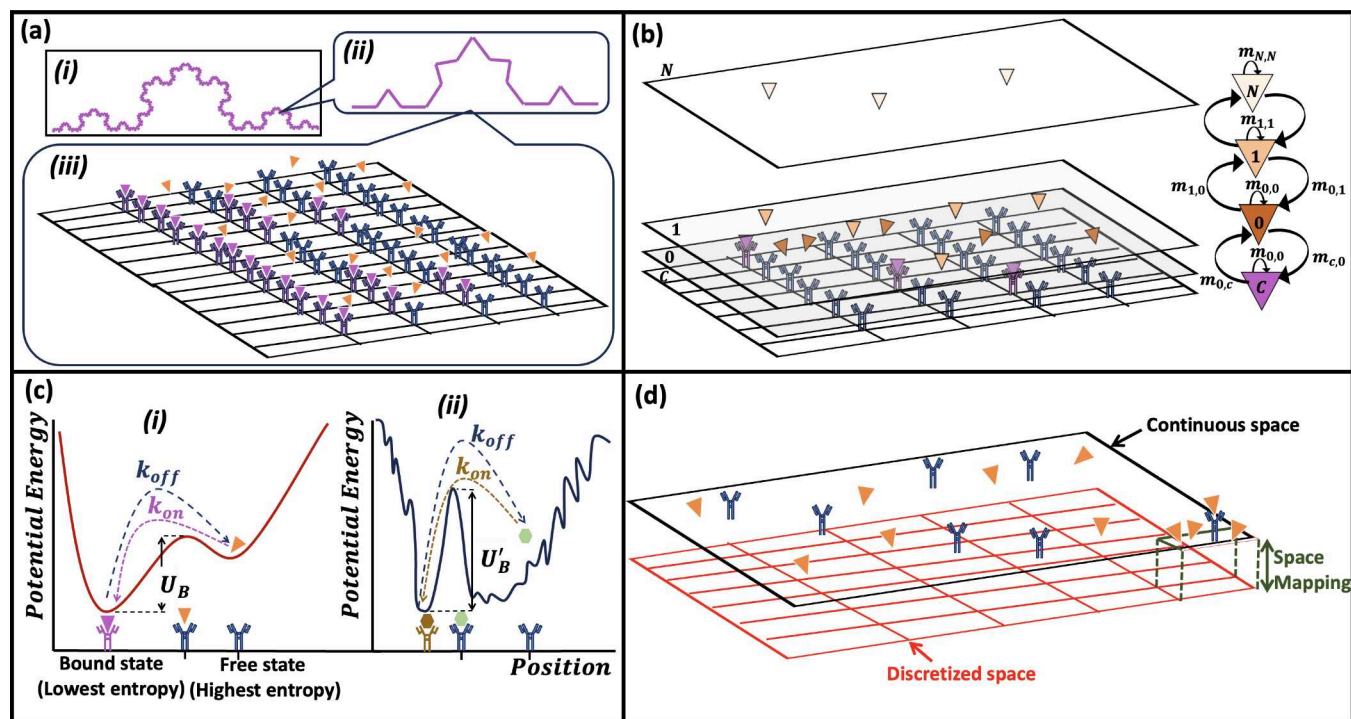 (a)
(i)
(ii)
(iii)
(b)
N
1
0
C
m_{N,N}
N
m_{1,1}
1
m_{1,0}
m_{0,0}
m_{0,1}
0
m_{0,0}
m_{0,c}
m_{c,0}
C
(c)
Potential Energy
(i)
k_{off}
k_{on}
U_B
Bound state
(Lowest entropy)
Free state
(Highest entropy)
Potential Energy
(ii)
k_{off}
k_{on}
U'_B
Position
(d)
Continuous space
Space
Mapping
Discretized space